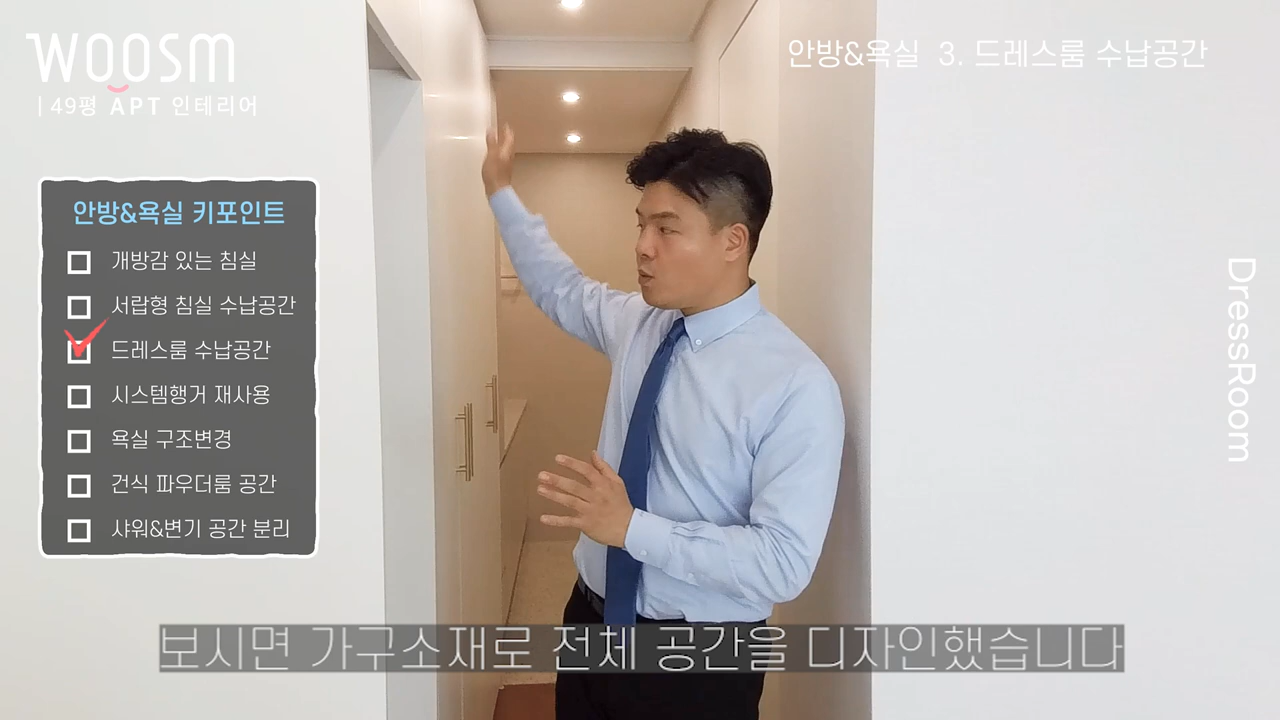 WOOSM
| 49평 APT 인테리어
안방&욕실 3. 드레스룸 수납공간
안방&욕실 키포인트
개방감 있는 침실
서랍형 침실 수납공간
드레스룸 수납공간
시스템행거 재사용
욕실 구조변경
건식 파우더룸 공간
샤워&변기 공간 분리
DressRoom
보시면 가구소재로 전체 공간을 디자인했습니다